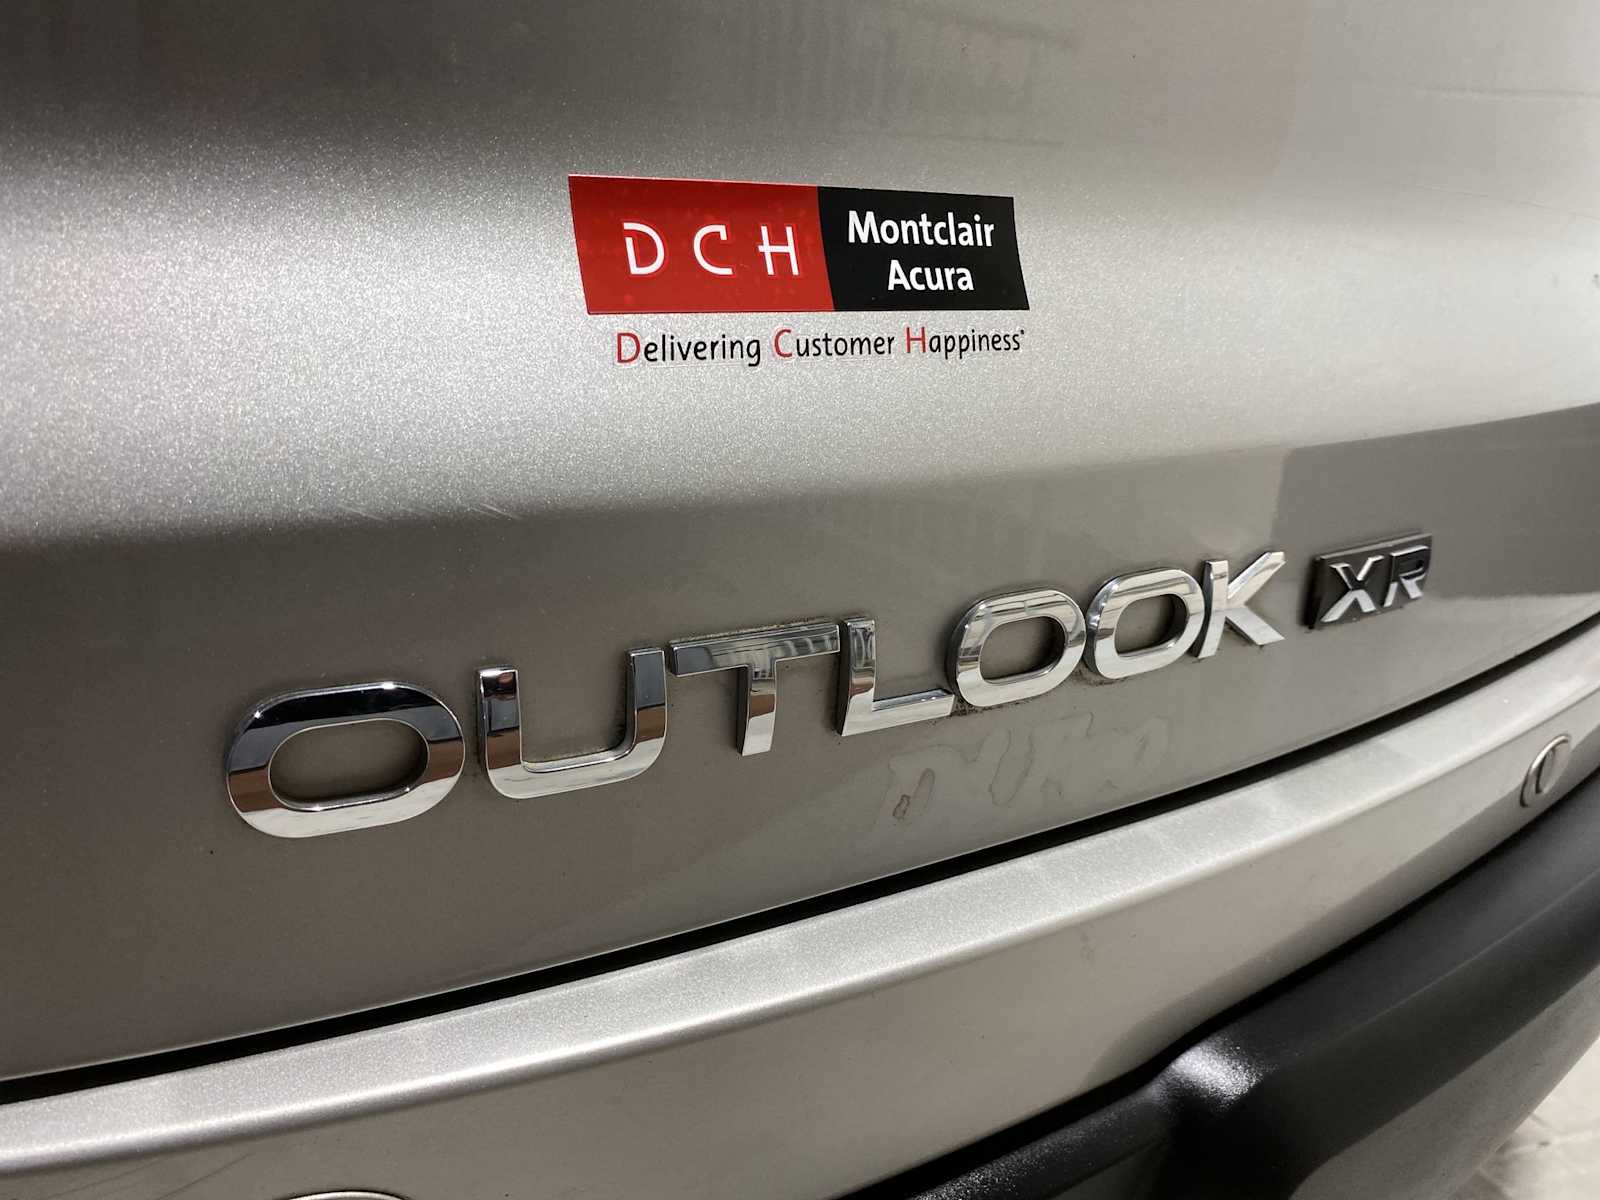 DCH
Montclair
Acura
Delivering Customer Happiness
OUTLOOK XR